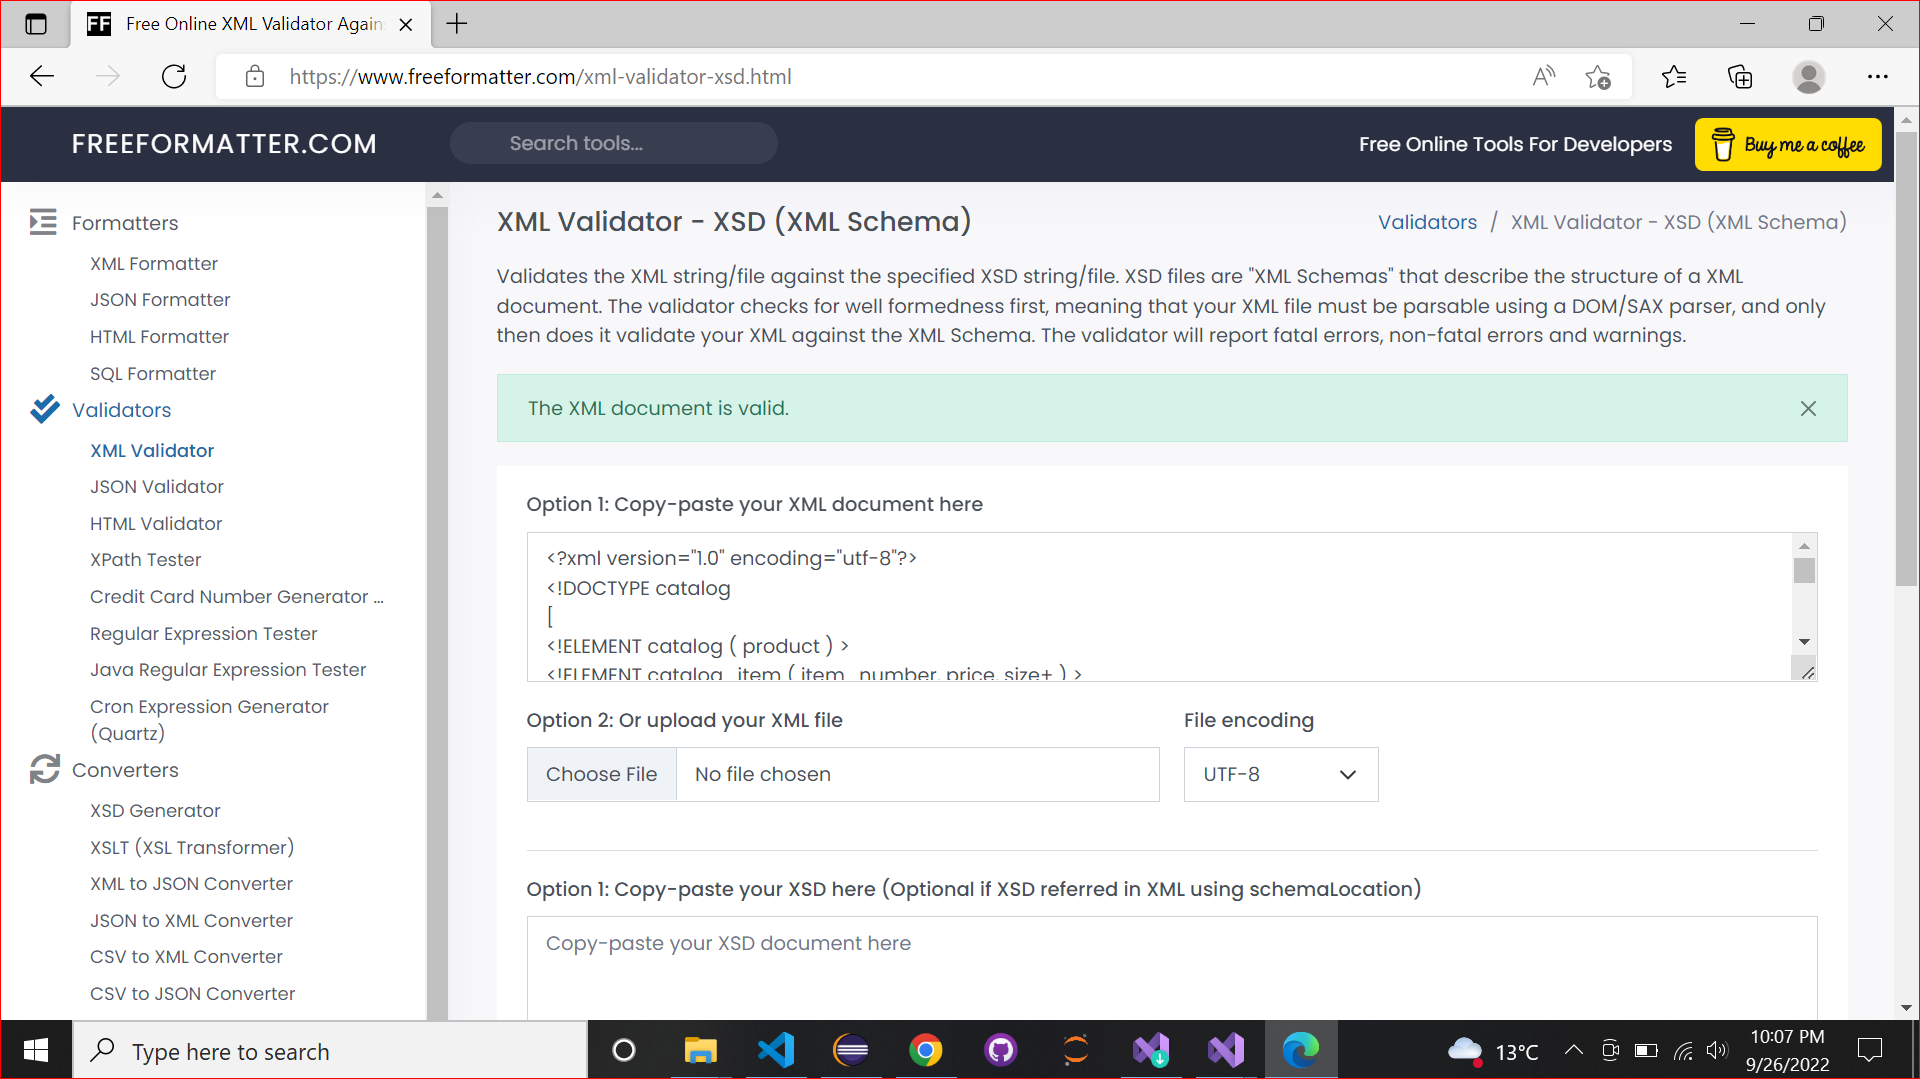 Free Online XML Validator Again
https://www.freeformatter.com/xml-validator-xsd.html
FREEFORMATTER.COM
Search tools...
Free Online Tools For Developers
Buy me a coffee
Formatters
XML Formatter
JSON Formatter
HTML Formatter
SQL Formatter
Validators
XML Validator
JSON Validator
HTML Validator
XPath Tester
Credit Card Number Generator ...
Regular Expression Tester
Java Regular Expression Tester
Cron Expression Generator
(Quartz)
Converters
XSD Generator
XSLT (XSL Transformer)
XML to JSON Converter
JSON to XML Converter
CSV to XML Converter
CSV to JSON Converter
XML Validator - XSD (XML Schema)
Validators / XML Validator - XSD (XML Schema)
Validates the XML string/file against the specified XSD string/file. XSD files are "XML Schemas" that describe the structure of a XML
document. The validator checks for well formedness first, meaning that your XML file must be parsable using a DOM/SAX parser, and only
then does it validate your XML against the XML Schema. The validator will report fatal errors, non-fatal errors and warnings.
The XML document is valid.
Option 1: Copy-paste your XML document here
<?xml version="1.0" encoding="utf-8"?>
<!DOCTYPE catalog
[
<!ELEMENT catalog ( product ) >
<!ELEMENT catalog_item ( item_number, price, size+ ) >
Option 2: Or upload your XML file
File encoding
Choose File
No file chosen
UTF-8
Option 1: Copy-paste your XSD here (Optional if XSD referred in XML using schemaLocation)
Copy-paste your XSD document here
Type here to search
13°C
10:07 PM
9/26/2022